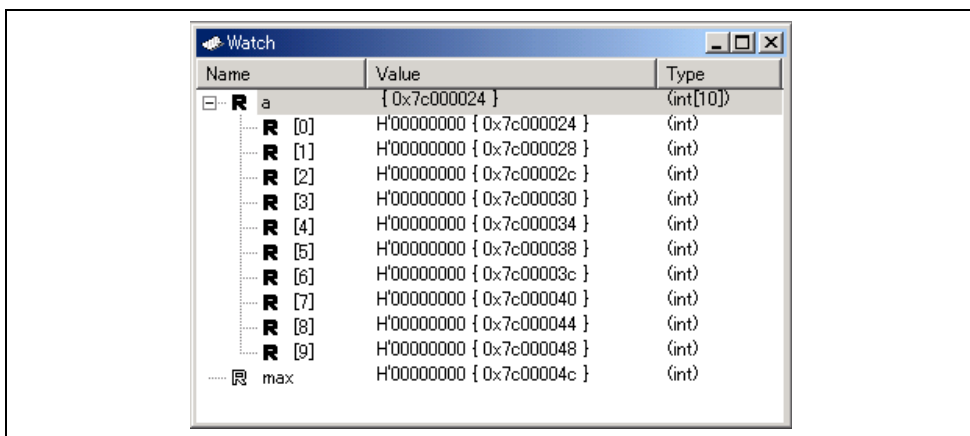 Watch
Name Value Type
R a { 0x7c000024 } (int[10])
R [0] H'00000000 { 0x7c000024 } (int)
R [1] H'00000000 { 0x7c000028 } (int)
R [2] H'00000000 { 0x7c00002c } (int)
R [3] H'00000000 { 0x7c000030 } (int)
R [4] H'00000000 { 0x7c000034 } (int)
R [5] H'00000000 { 0x7c000038 } (int)
R [6] H'00000000 { 0x7c00003c } (int)
R [7] H'00000000 { 0x7c000040 } (int)
R [8] H'00000000 { 0x7c000044 } (int)
R [9] H'00000000 { 0x7c000048 } (int)
R max H'00000000 { 0x7c00004c } (int)